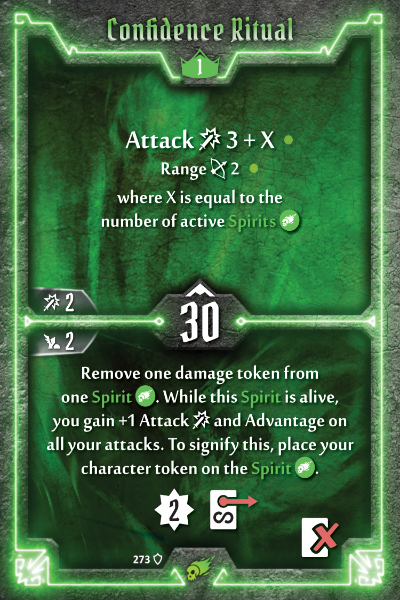 Confidence Ritual
1
Attack 3 + X
Range 2
where X is equal to the
number of active Spirits
2
30
2
Remove one damage token from
one Spirit . While this Spirit is alive,
you gain +1 Attack and Advantage on
all your attacks. To signify this, place your
character token on the Spirit .
2 S
X
273